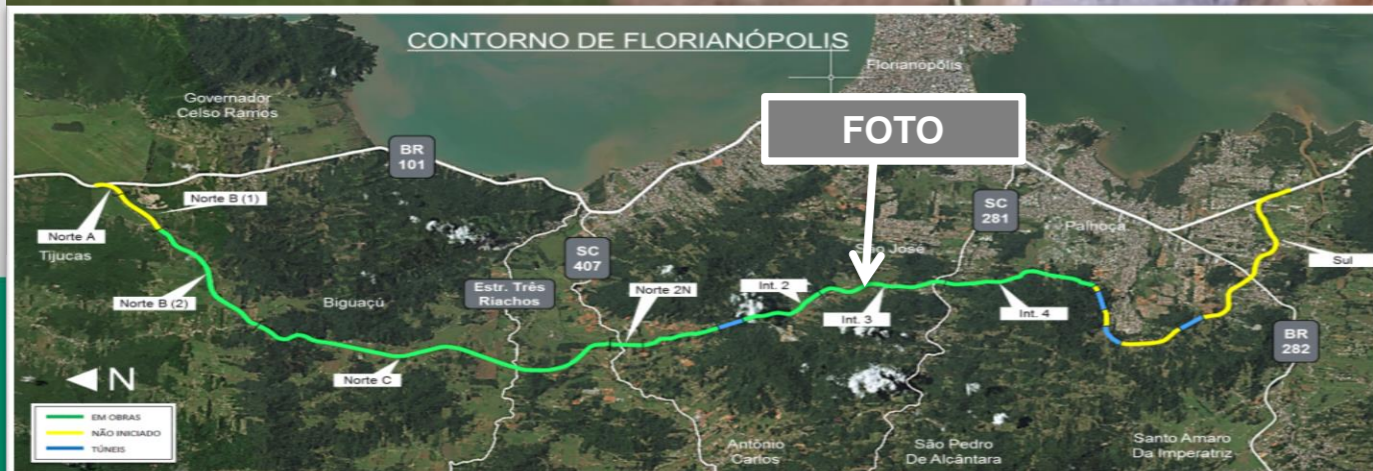 CONTORNO DE FLORIANÓPOLIS
Florianópolis
Governador
Celso Ramos
FOTO
BR
101
Norte B (1)
SC
281
Norte A
Tijucas
Palhoça
São José
SC
407
Sul
Estr. Três
Riachos
Norte 2N
Int. 2
Norte B (2)
Biguaçú
Int. 3
Int. 4
BR
282
N
Norte C
EM OBRAS
NÃO INICIADO
TÚNEIS
Antônio
Carlos
São Pedro
De Alcântara
Santo Amaro
Da Imperatriz